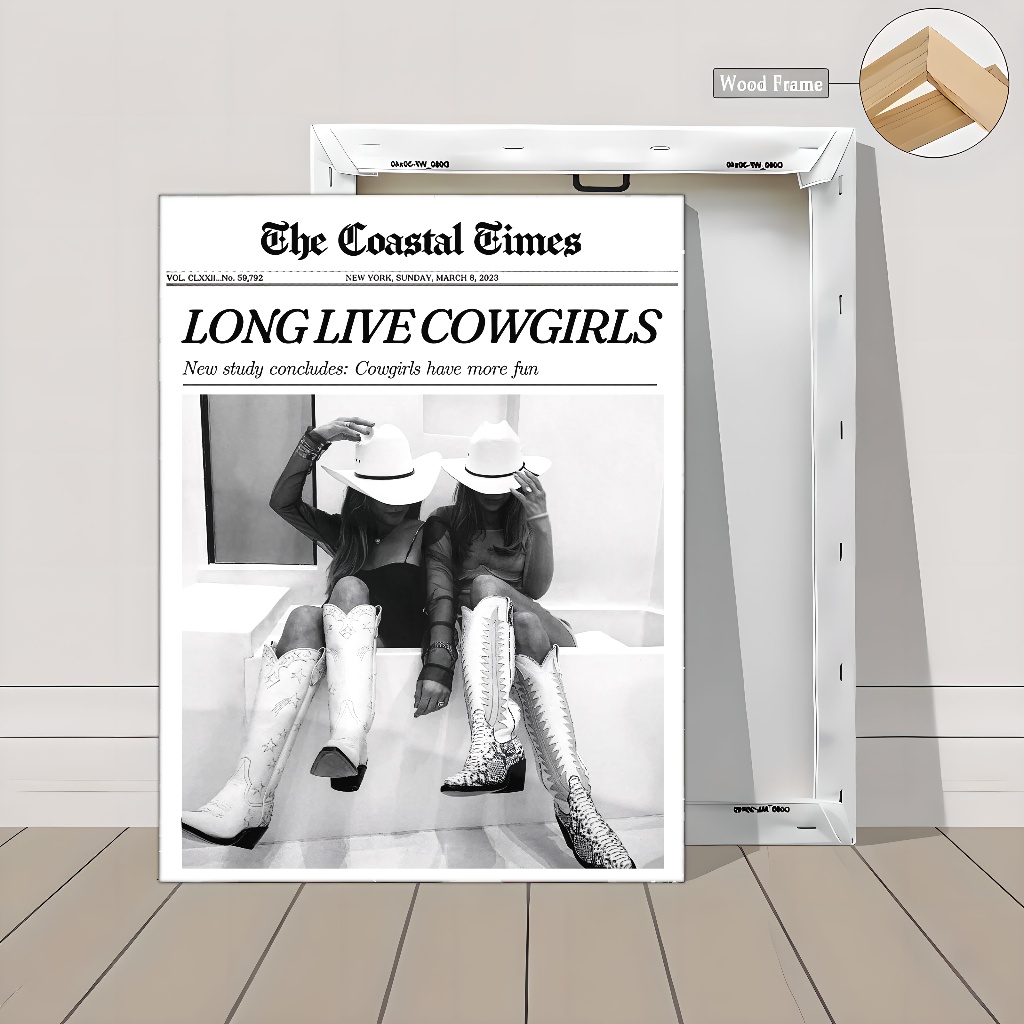 Wood Frame
The Coastal Times
VOL. CLXXII...No. 59,792
NEW YORK, SUNDAY, MARCH 8, 2023
LONG LIVE COWGIRLS
New study concludes: Cowgirls have more fun